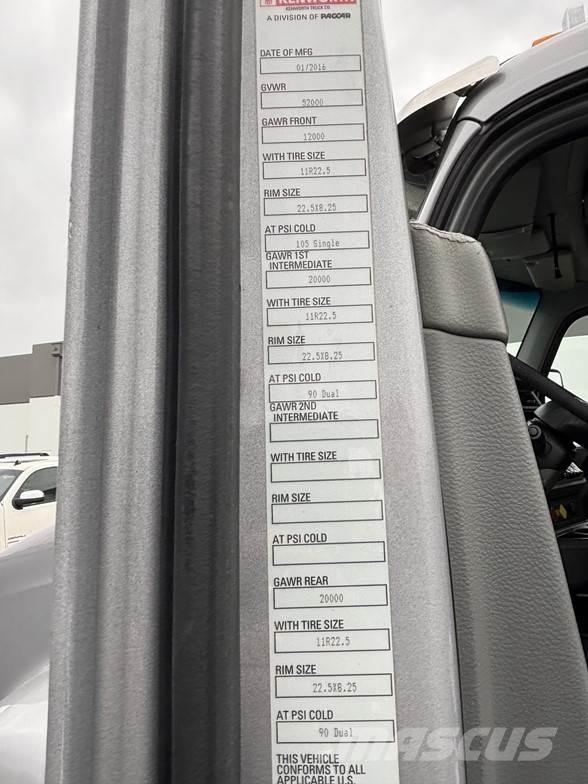 KENWORTH
KENWORTH TRUCK CO.
A DIVISION OF PACCAR
DATE OF MFG
01/2016
GVWR
52000
GAWR FRONT
12000
WITH TIRE SIZE
11R22.5
RIM SIZE
22.5X8.25
AT PSI COLD
105 Single
GAWR 1ST
INTERMEDIATE
20000
WITH TIRE SIZE
11R22.5
RIM SIZE
22.5X8.25
AT PSI COLD
90 Dual
GAWR 2ND
INTERMEDIATE
WITH TIRE SIZE
RIM SIZE
AT PSI COLD
GAWR REAR
20000
WITH TIRE SIZE
11R22.5
RIM SIZE
22.5X8.25
AT PSI COLD
90 Dual
THIS VEHICLE
CONFORMS TO ALL
APPLICABLE U.S.
MASCUS